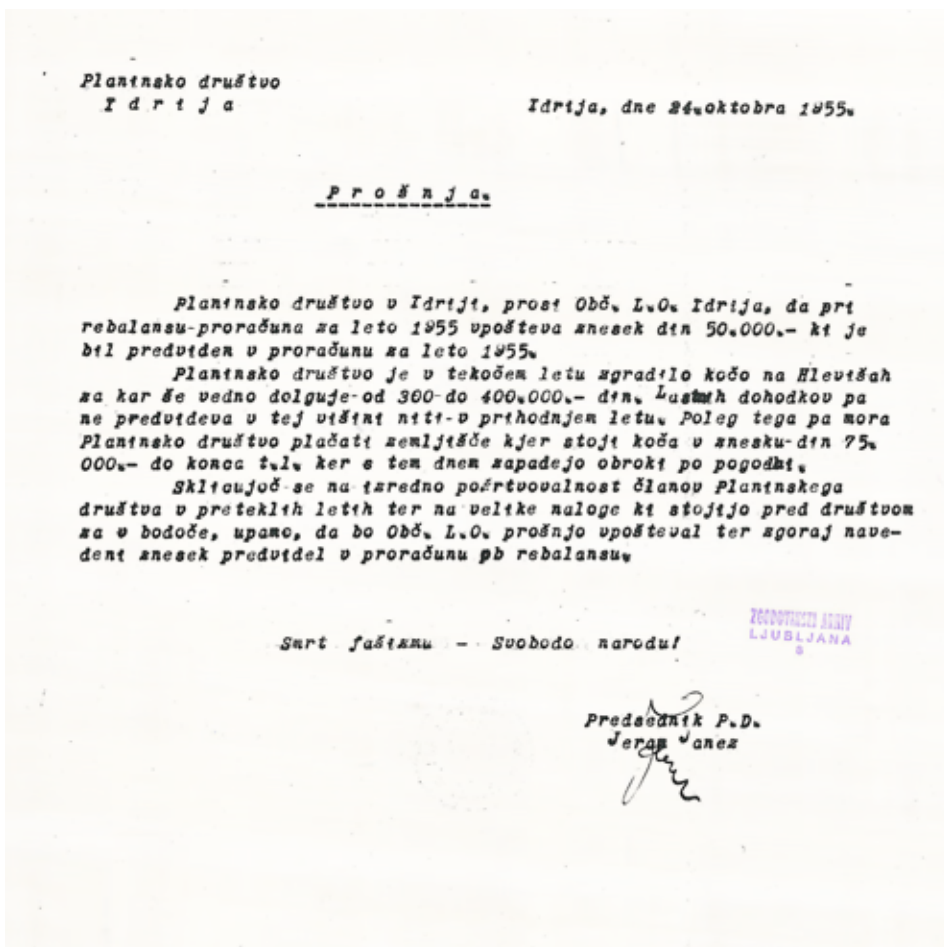 Planinsko društvo
I d r i j a
Idrija, dne 24.oktobra 1955.
P r o š n j a.
Planinsko društvo v Idriji, prosi Obč. L.O. Idrija, da pri
rebalansu-proračuna za leto 1955 vpošteva znesek din 50.000.- ki je
bil predviden v proračunu za leto 1955.
Planinsko društvo je v tekočem letu zgradilo kočo na Hlevišah
za kar še vedno dolguje-od 300-do 400.000.- din. Lastnih dohodkov pa
ne predvideva v tej višini niti-v prihodnjem letu. Poleg tega pa mora
Planinsko društvo plačati zemljišče kjer stoji koča v znesku-din 75.
000.- do konca t.l. ker s tem dnem zapadejo obroki po pogodbi.
Sklicujoč-se na izredno požrtvovalnost članov Planinskega
društva v preteklih letih ter na velike naloge ki stojijo pred društvom
za v bodoče, upamo, da bo Obč. L.O. prošnjo vpošteval ter zgoraj nave-
deni znesek predvidel v proračunu pb rebalansu.
Smrt fašizmu - Svobodo narodu!
ZGODOVINSKI ARHIV
LJUBLJANA
Predsednik P.D.
Jeram Janez